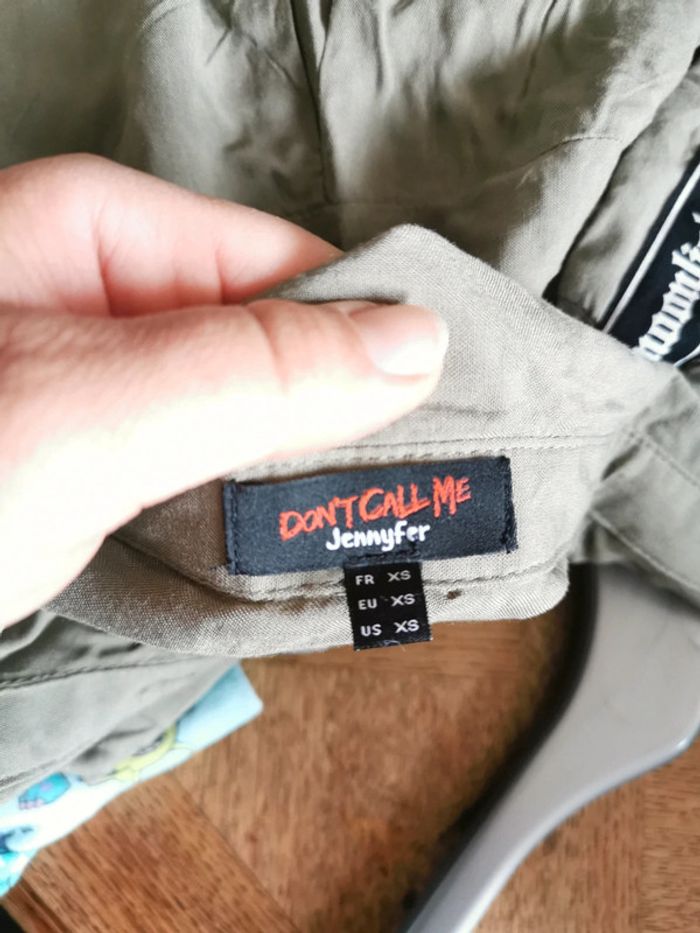 DON'T CALL ME
Jennyfer
FR XS
EU XS
US XS